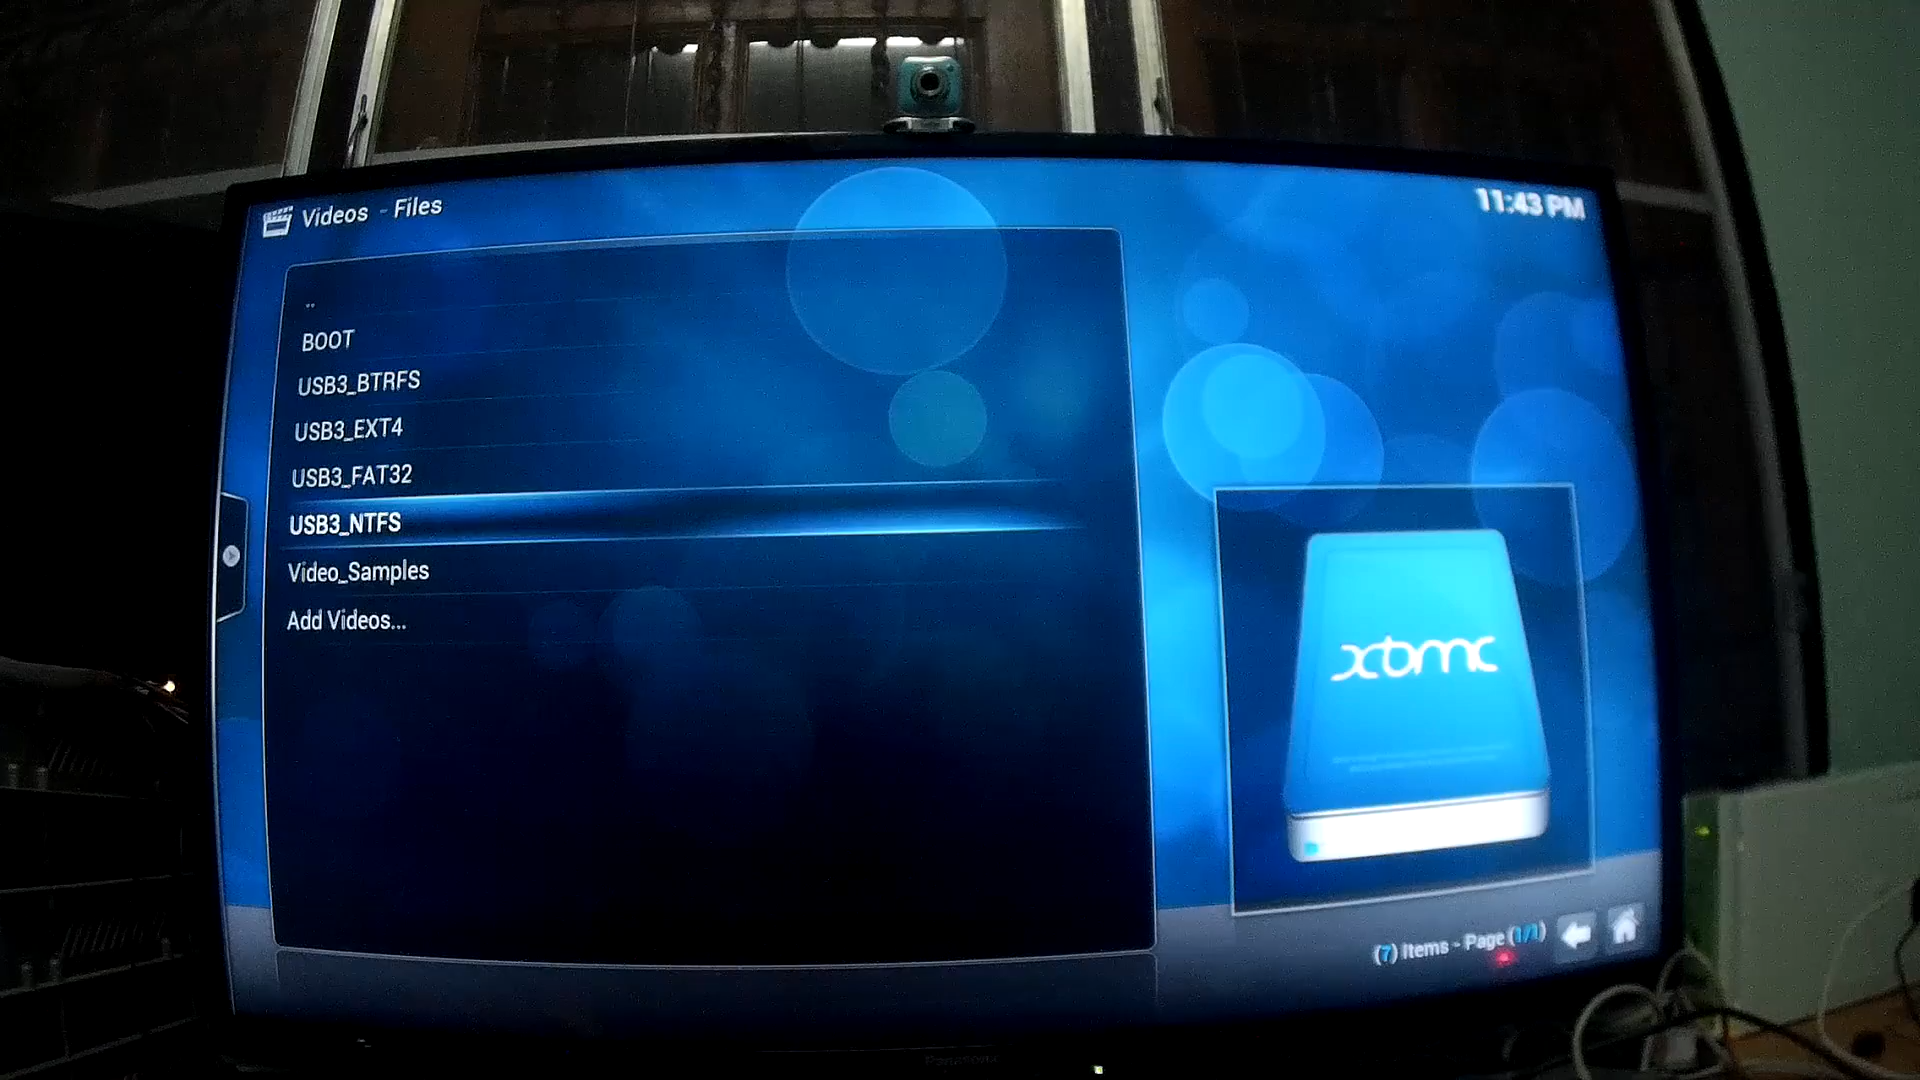 Videos - Files
11:43 PM
..
BOOT
USB3_BTRFS
USB3_EXT4
USB3_FAT32
USB3_NTFS
Video_Samples
Add Videos...
xbmc
(7) Items - Page (1/1)
Panasonic